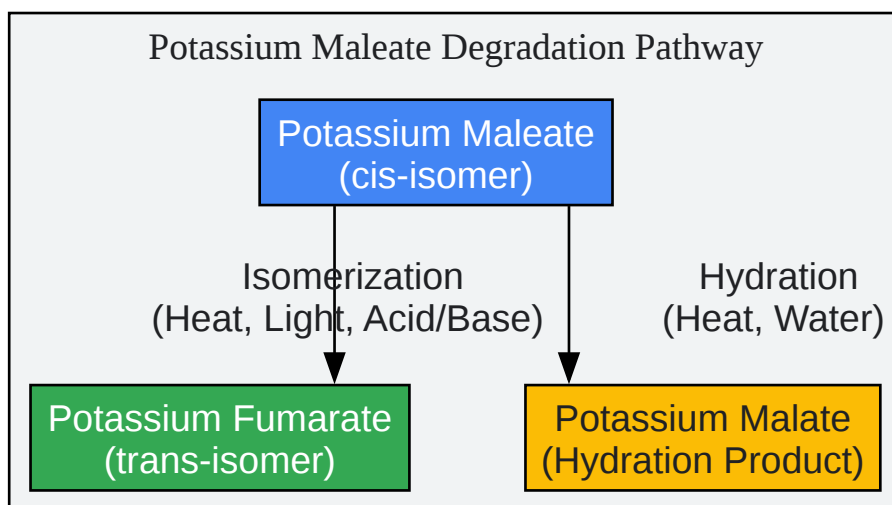 Potassium Maleate Degradation Pathway
Potassium Maleate
(cis-isomer)
Isomerization
(Heat, Light, Acid/Base)
Hydration
(Heat, Water)
Potassium Fumarate
(trans-isomer)
Potassium Malate
(Hydration Product)